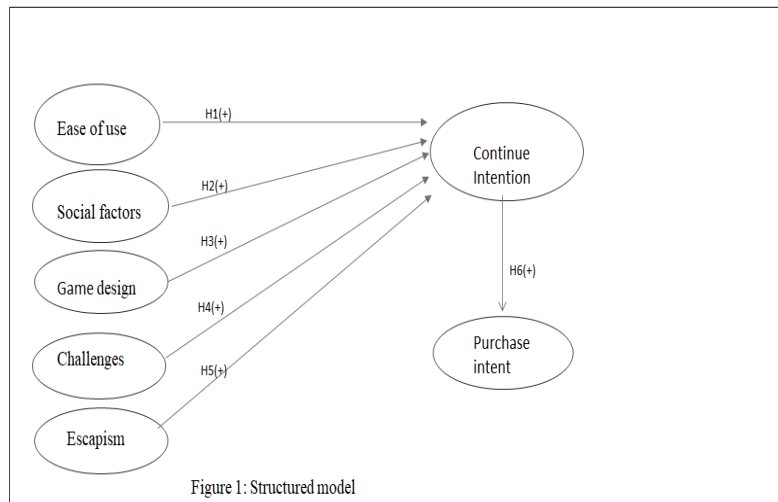 Ease of use
H1(+)
Continue
Intention
Social factors
H2(+)
Game design
H3(+)
H6(+)
Challenges
H4(+)
Purchase
intent
Escapism
H5(+)
Figure 1: Structured model